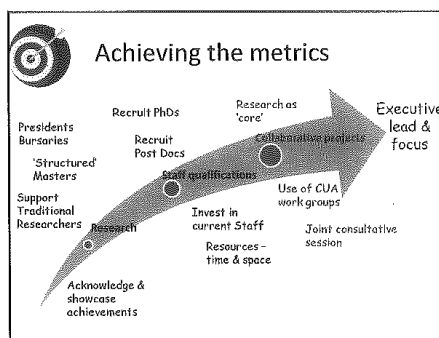 Achieving the metrics
Presidents
Bursaries
'Structured'
Masters
Support
Traditional
Researchers
Recruit PhDs
Recruit
Post Docs
Research as
'core'
Executive
lead &
focus
Collaborative projects
Staff qualifications
Research
Use of CUA
work groups
Invest in
current Staff
Joint consultative
session
Resources –
time & space
Acknowledge &
showcase
achievements